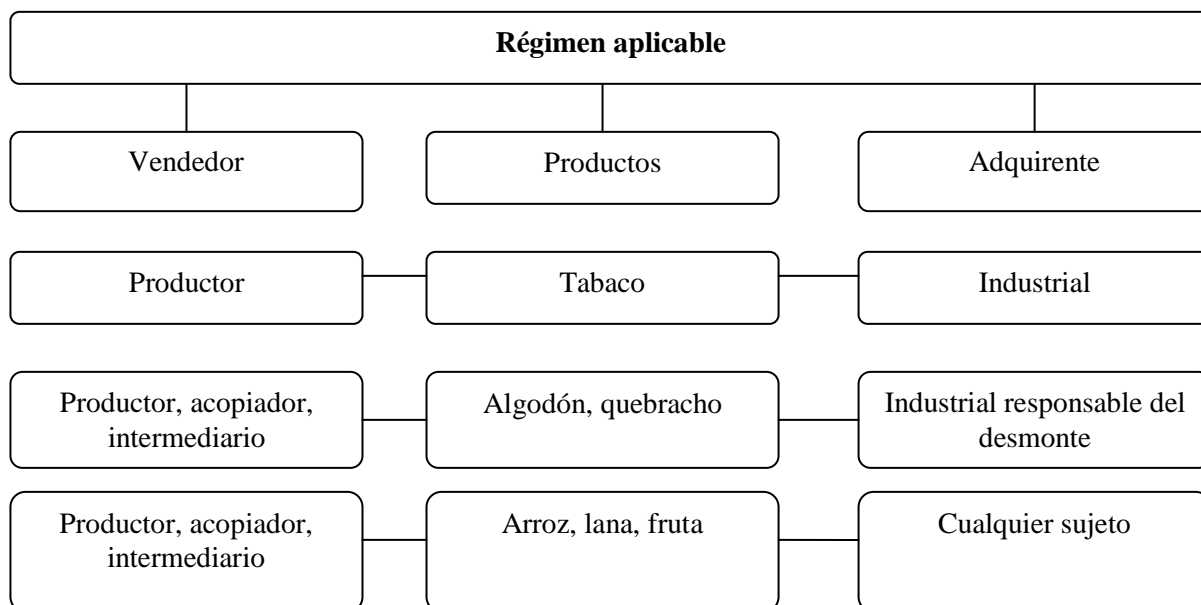 Régimen aplicable
Vendedor
Productos
Adquirente
Productor
Tabaco
Industrial
Productor, acopiador,
intermediario
Algodón, quebracho
Industrial responsable del
desmonte
Productor, acopiador,
intermediario
Arroz, lana, fruta
Cualquier sujeto